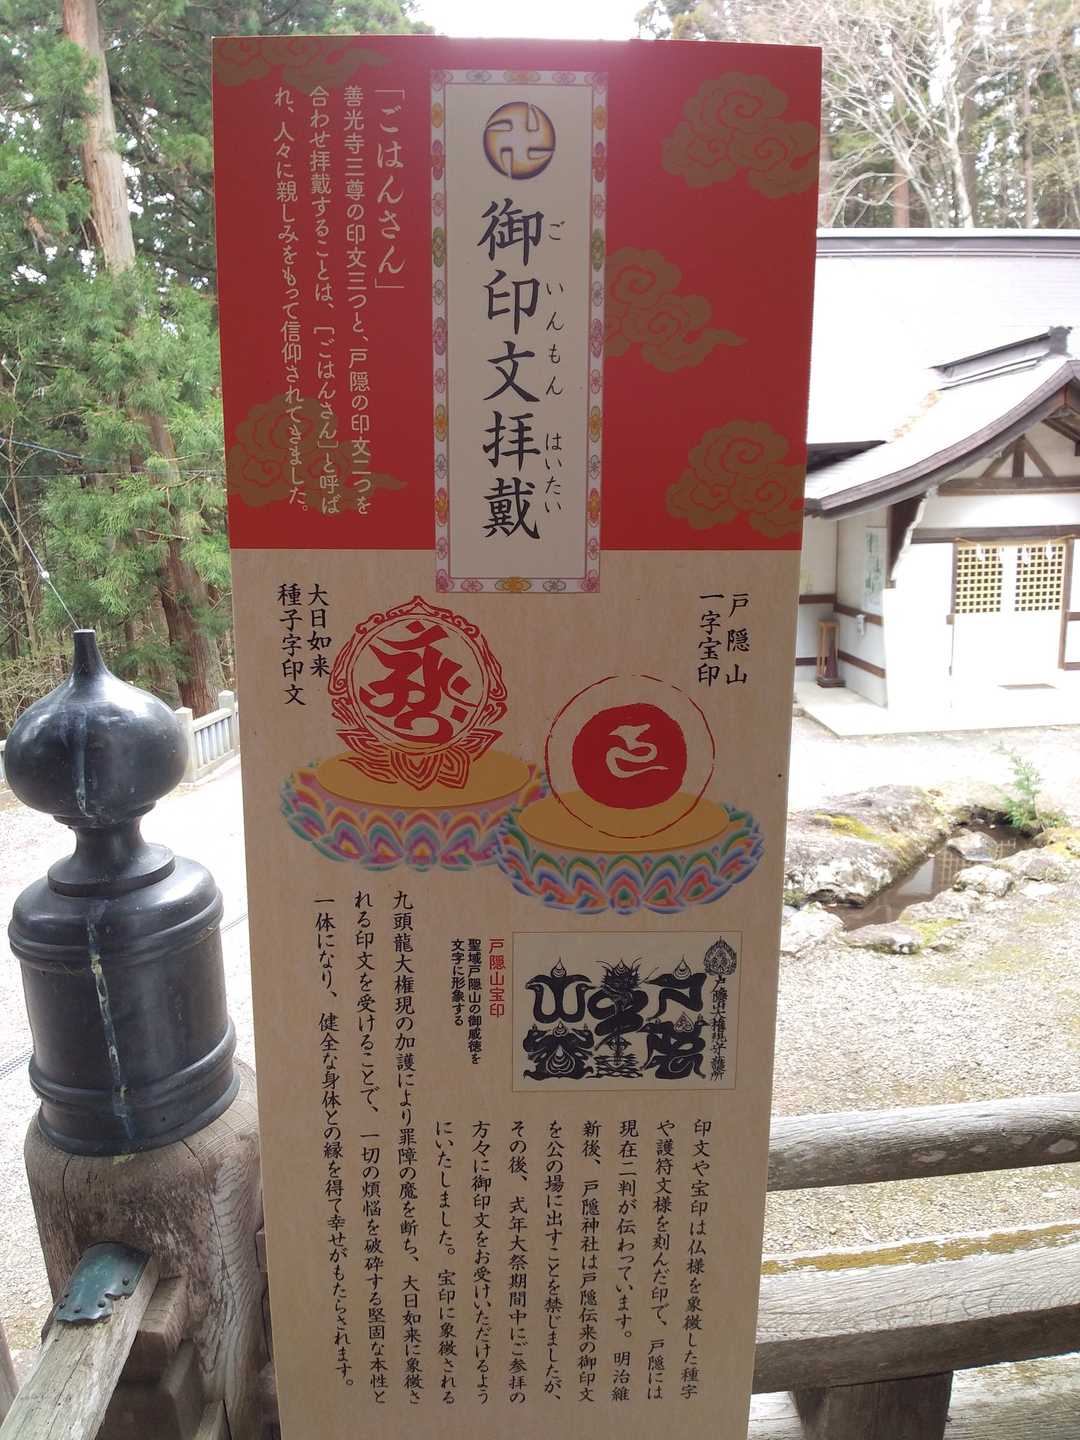 御印文拝戴
ごいんもんはいたい
「ごはんさん」
善光寺三尊の印文三つと、戸隠の印文二つを
合わせ拝戴することは、「ごはんさん」と呼ば
れ、人々に親しみをもって信仰されてきました。
戸隠山
一字宝印
大日如来
種子字印文
戸隠大権現守護所
戸隠山宝印
聖域戸隠山の御威徳を
文字に形象する
印文や宝印は仏様を象徴した種字
や護符文様を刻んだ印で、戸隠には
現在二判が伝わっています。明治維
新後、戸隠神社は戸隠伝来の御印文
を公の場に出すことを禁じましたが、
その後、式年大祭期間中にご参拝の
方々に御印文をお受けいただけるよう
にいたしました。宝印に象徴される
九頭龍大権現の加護により罪障の魔を断ち、大日如来に象徴さ
れる印文を受けることで、一切の煩悩を破砕する堅固な本性と
一体になり、健全な身体との縁を得て幸せがもたらされます。